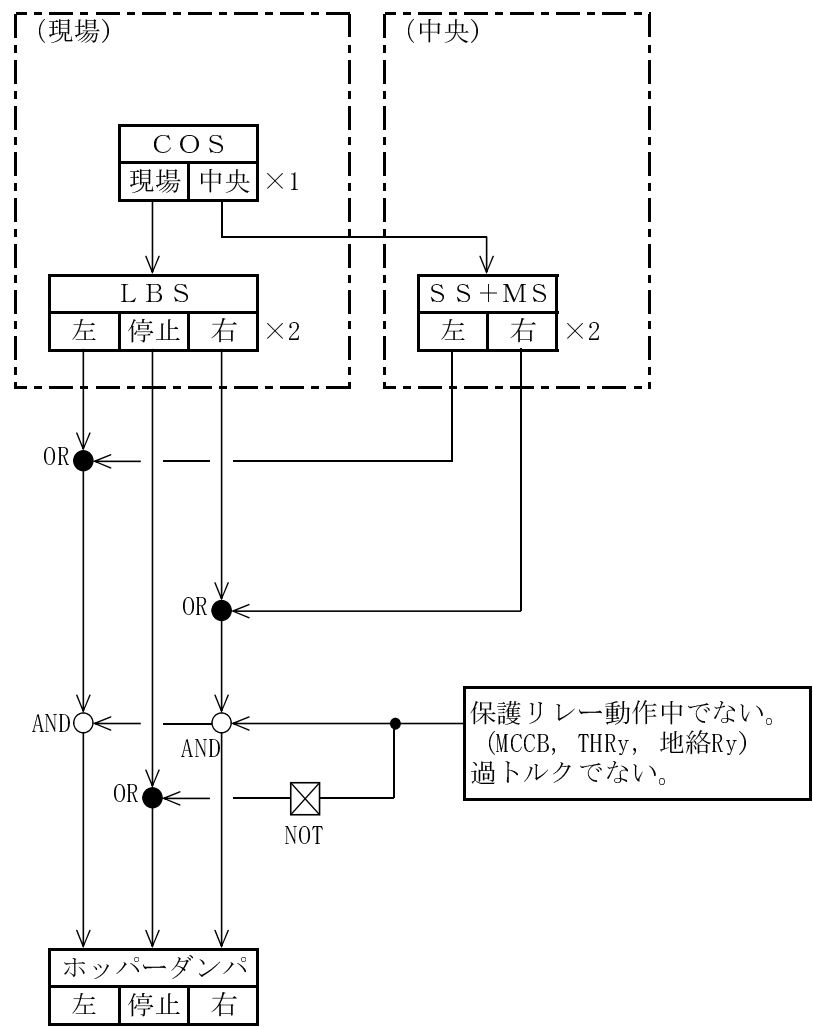 （現場）
（中央）
ＣＯＳ
現場 中央 ×1
ＬＢＳ
左 停止 右 ×2
ＳＳ＋ＭＳ
左 右 ×2
OR
OR
AND
AND
保護リレー動作中でない。
（MCCB, THRy, 地絡Ry）
過トルクでない。
OR
NOT
ホッパーダンパ
左 停止 右